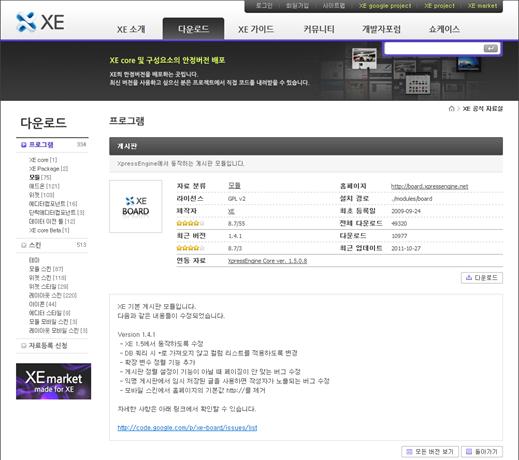 로그인 회원가입 사이트맵 XE google project XE project XE market
XE
XE 소개 다운로드 XE 가이드 커뮤니티 개발자포럼 쇼케이스
XE core 및 구성요소의 안정버전 배포
XE의 안정버전을 배포하는 곳입니다.
최신 버전을 사용하고 싶으신 분은 프로젝트에서 직접 코드를 내려받을 수 있습니다.
XE 공식 자료실
다운로드
프로그램 334
XE core [1]
XE Package [2]
모듈 [75]
애드온 [121]
위젯 [103]
에디터컴포넌트 [16]
단락에디터컴포넌트 [3]
데이터 이전 툴 [12]
XE core Beta [1]
스킨 513
테마
모듈 스킨 [87]
위젯 스킨 [118]
위젯 스타일 [29]
레이아웃 스킨 [220]
아이콘 [44]
에디터 스타일 [9]
모듈 모바일 스킨 [3]
레이아웃 모바일 스킨 [3]
자료등록 신청
XE market
made for XE
프로그램
게시판
XpressEngine에서 동작하는 게시판 모듈입니다.
XE
BOARD
자료 분류 모듈 홈페이지 http://board.xpressengine.net
라이선스 GPL v2 설치 경로 ./modules/board
제작자 XE 최초 등록일 2009-09-24
8.7/55 전체 다운로드 49320
최근 버전 1.4.1 다운로드 10977
8.7/3 최근 업데이트 2011-10-27
연동 자료 XpressEngine Core ver. 1.5.0.8
다운로드
XE 기본 게시판 모듈입니다.
다음과 같은 내용들이 수정되었습니다.
Version 1.4.1
- XE 1.5에서 동작하도록 수정
- DB 쿼리 시 *로 가져오지 않고 컬럼 리스트를 적용하도록 변경
- 확장 변수 정렬 기능 추가
- 게시판 정렬 설정이 기능이 아닐 때 페이징이 안 맞는 버그 수정
- 익명 게시판에서 임시 저장된 글을 사용하면 작성자가 노출되는 버그 수정
- 모바일 스킨에서 홈페이지의 기본값 http://를 제거
자세한 사항은 아래 링크에서 확인할 수 있습니다.
http://code.google.com/p/xe-board/issues/list
모든 버전 보기 돌아가기